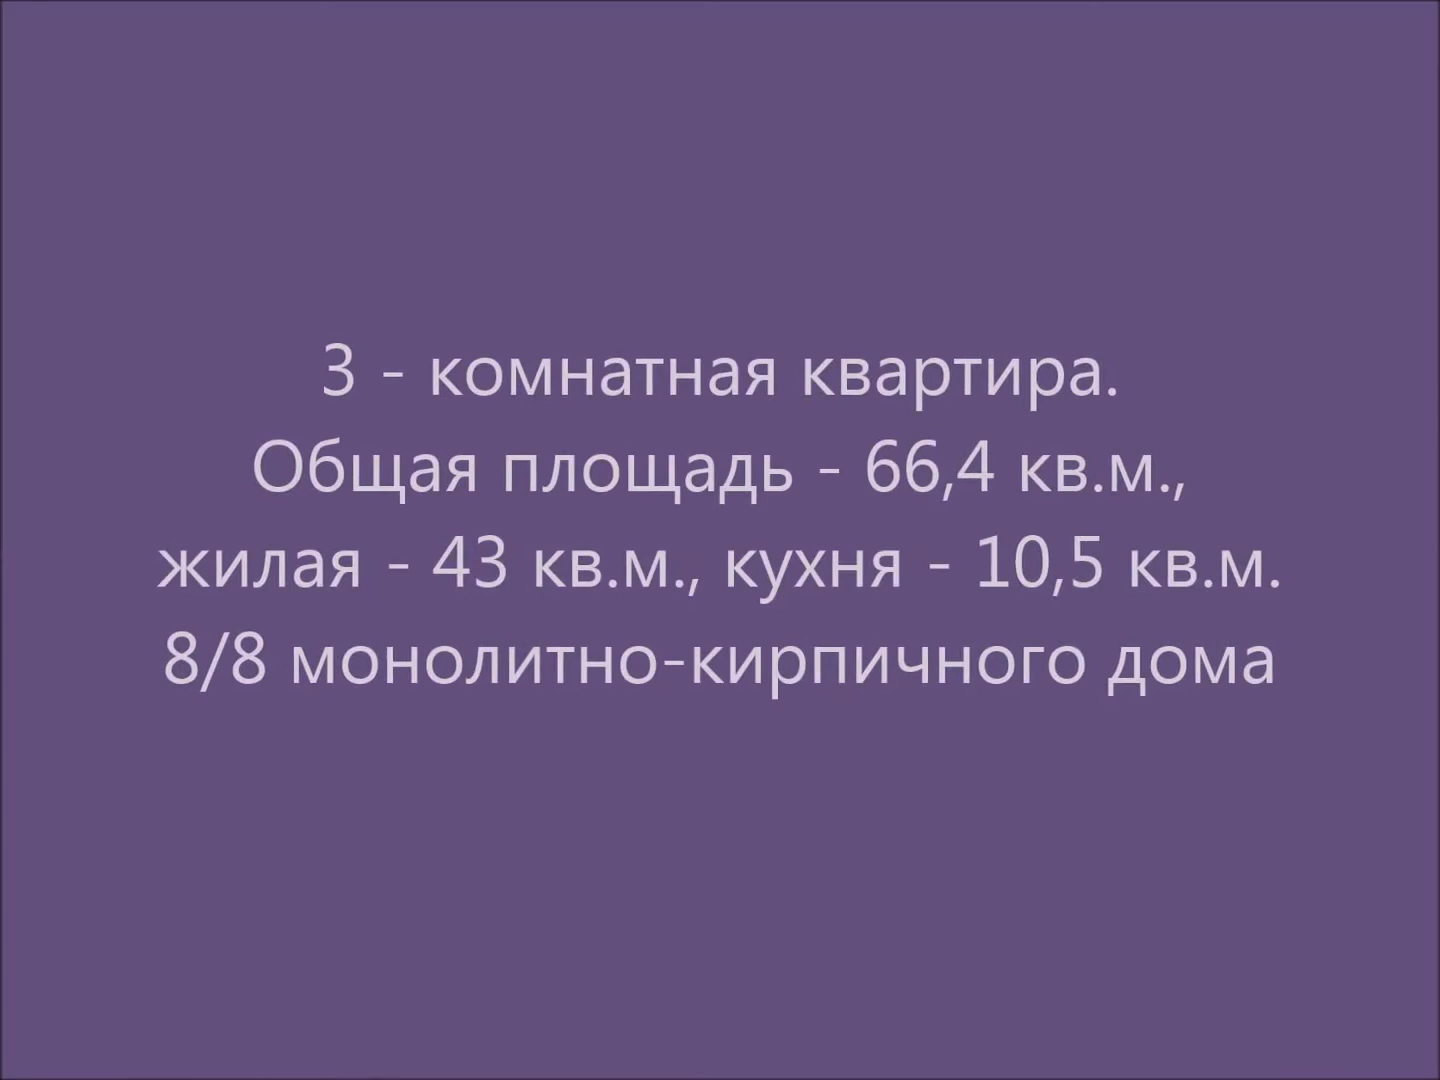 3 - комнатная квартира.
Общая площадь - 66,4 кв.м.,
жилая - 43 кв.м., кухня - 10,5 кв.м.
8/8 монолитно-кирпичного дома